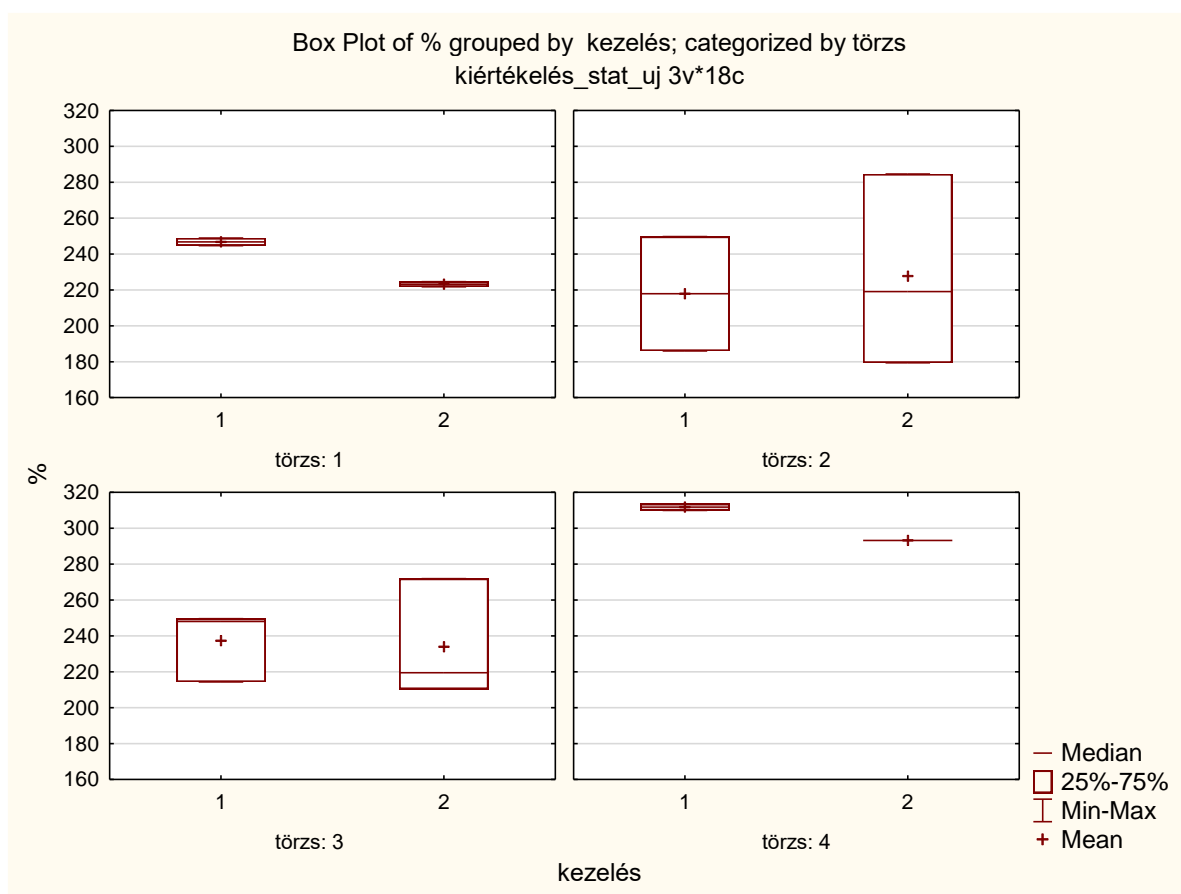 Box Plot of % grouped by  kezelés; categorized by törzs
kiértékelés_stat_uj 3v*18c
%
320
300
280
260
240
220
200
180
160
1
2
törzs: 1
1
2
törzs: 2
320
300
280
260
240
220
200
180
160
1
2
törzs: 3
1
2
törzs: 4
kezelés
Median
25%-75%
Min-Max
Mean